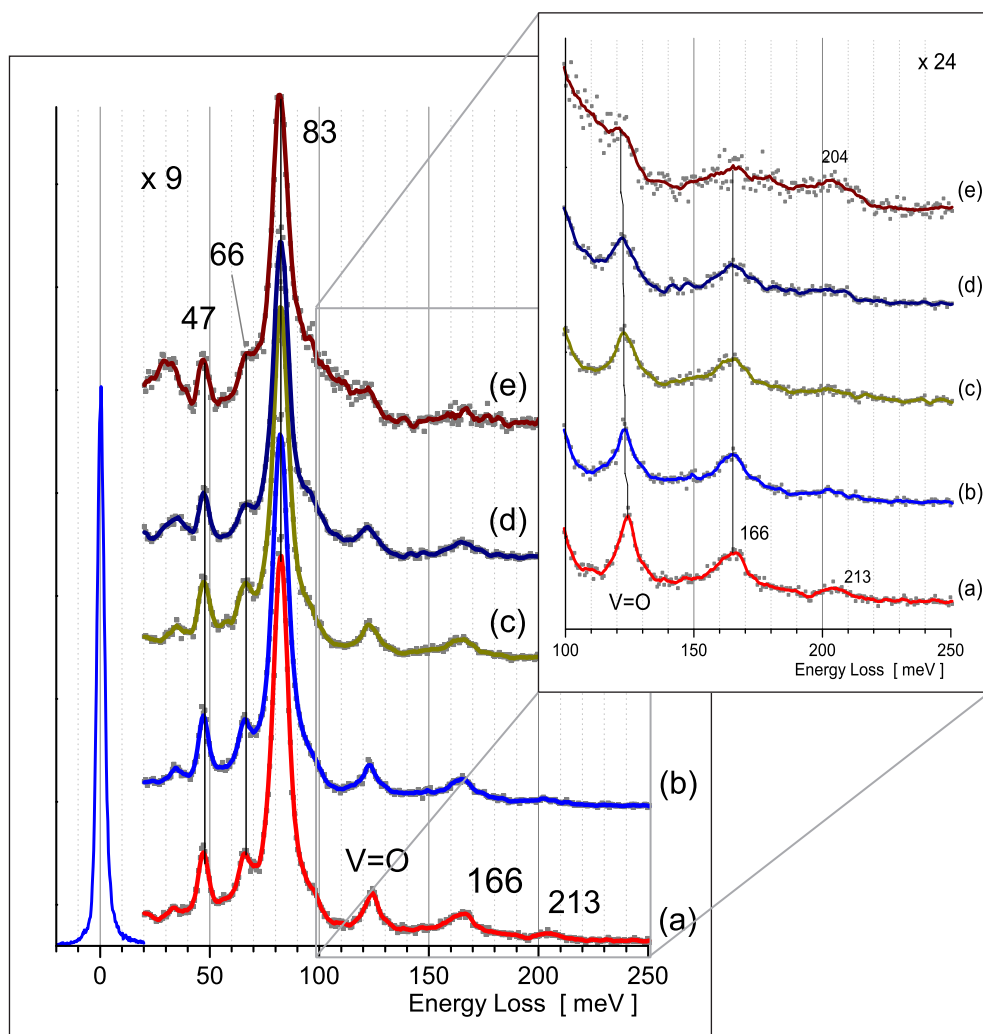 x 24
x 9
83
66
47
204
(e)
(d)
(c)
(b)
(a)
166
213
V=O
100 150 200 250
Energy Loss [ meV ]
(e)
(d)
(c)
(b)
(a)
V=O
166
213
0 50 100 150 200 250
Energy Loss [ meV ]